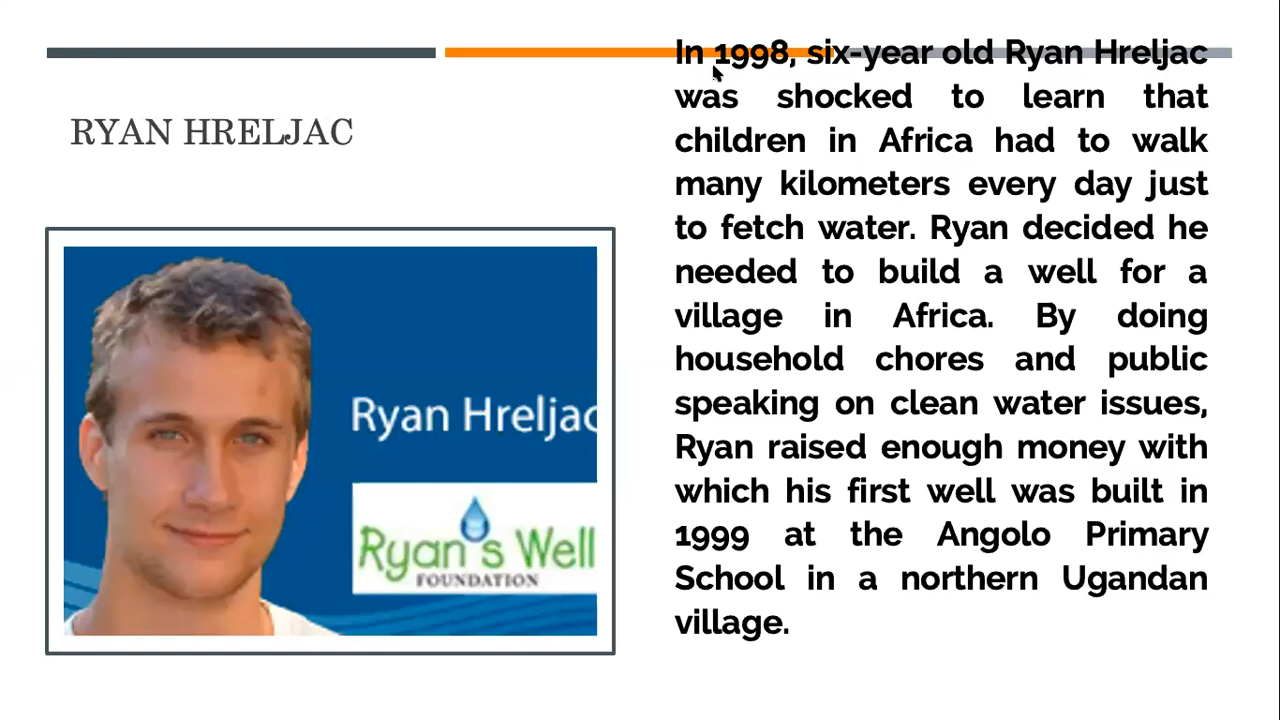 RYAN HRELJAC
Ryan Hreljac
Ryan's Well
FOUNDATION
In 1998, six-year old Ryan Hreljac
was shocked to learn that
children in Africa had to walk
many kilometers every day just
to fetch water. Ryan decided he
needed to build a well for a
village in Africa. By doing
household chores and public
speaking on clean water issues,
Ryan raised enough money with
which his first well was built in
1999 at the Angolo Primary
School in a northern Ugandan
village.